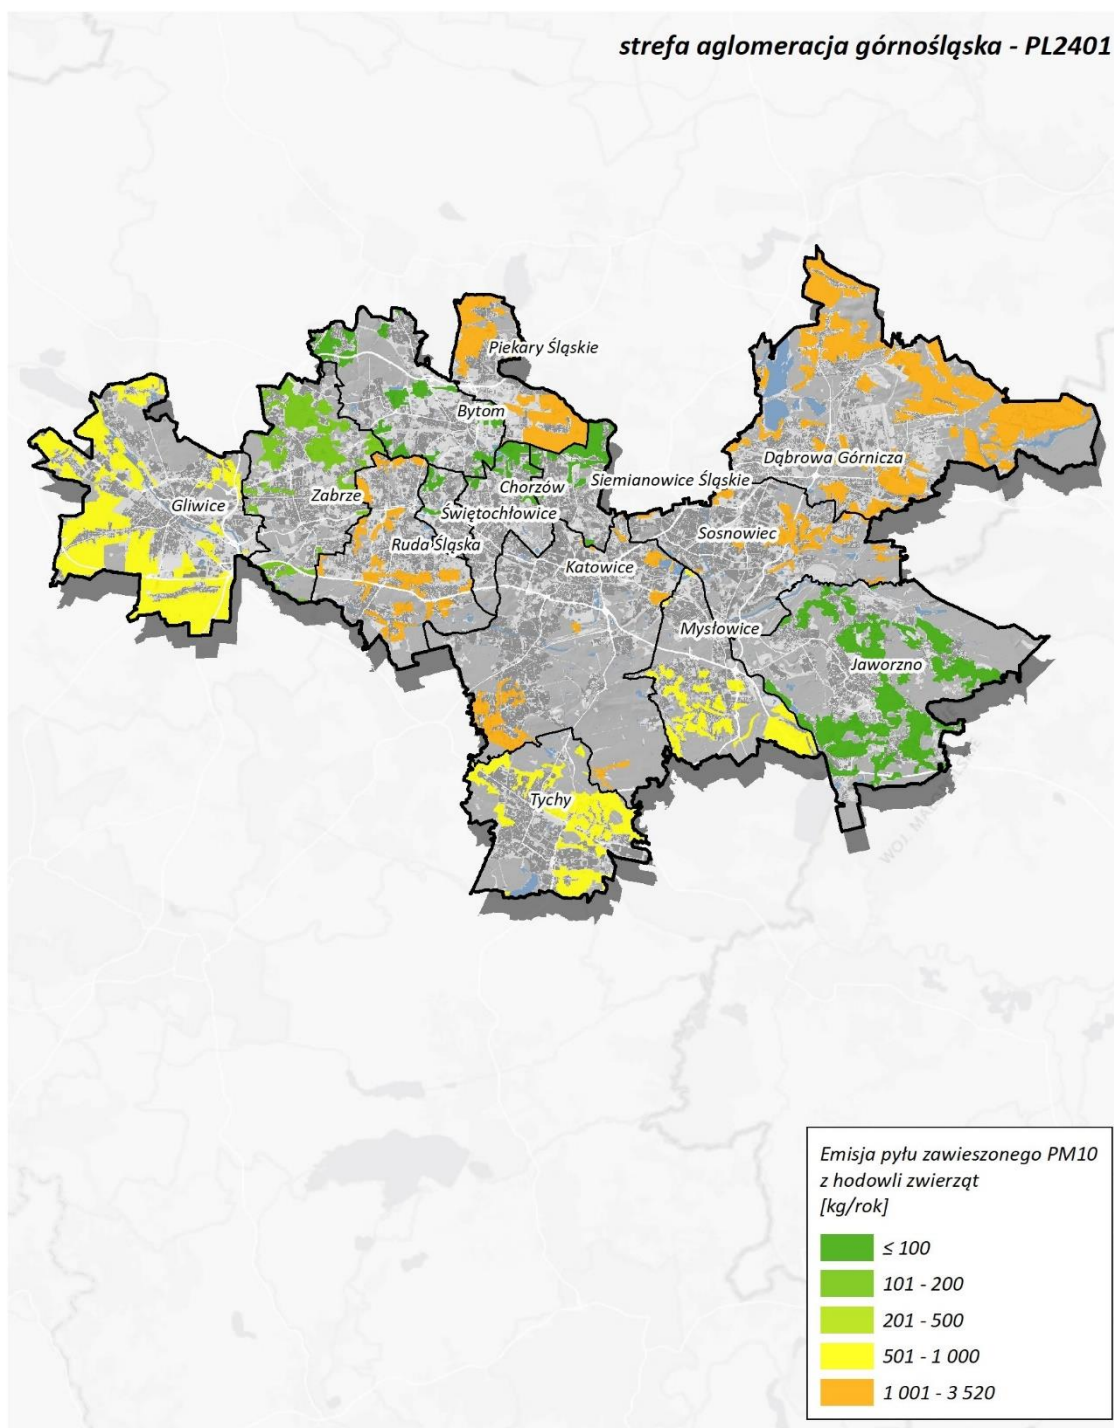 strefa aglomeracja górnośląska - PL2401
Piekary Śląskie
Bytom
Dąbrowa Górnicza
Siemianowice Śląskie
Chorzów
Zabrze
Gliwice
Świętochłowice
Sosnowiec
Ruda Śląska
Katowice
Mysłowice
Jaworzno
Tychy
WOJ. MA
Emisja pyłu zawieszonego PM10
z hodowli zwierząt
[kg/rok]
≤ 100
101 - 200
201 - 500
501 - 1 000
1 001 - 3 520